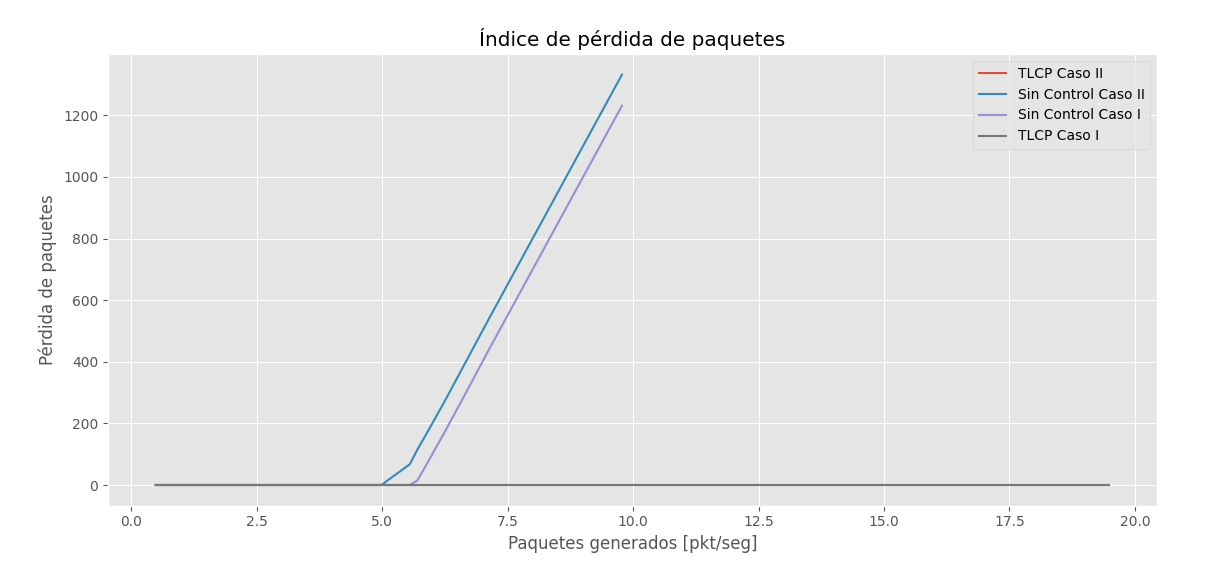 Índice de pérdida de paquetes
TLCP Caso II
Sin Control Caso II
Sin Control Caso I
TLCP Caso I
Pérdida de paquetes
1200
1000
800
600
400
200
0
0.0 2.5 5.0 7.5 10.0 12.5 15.0 17.5 20.0
Paquetes generados [pkt/seg]